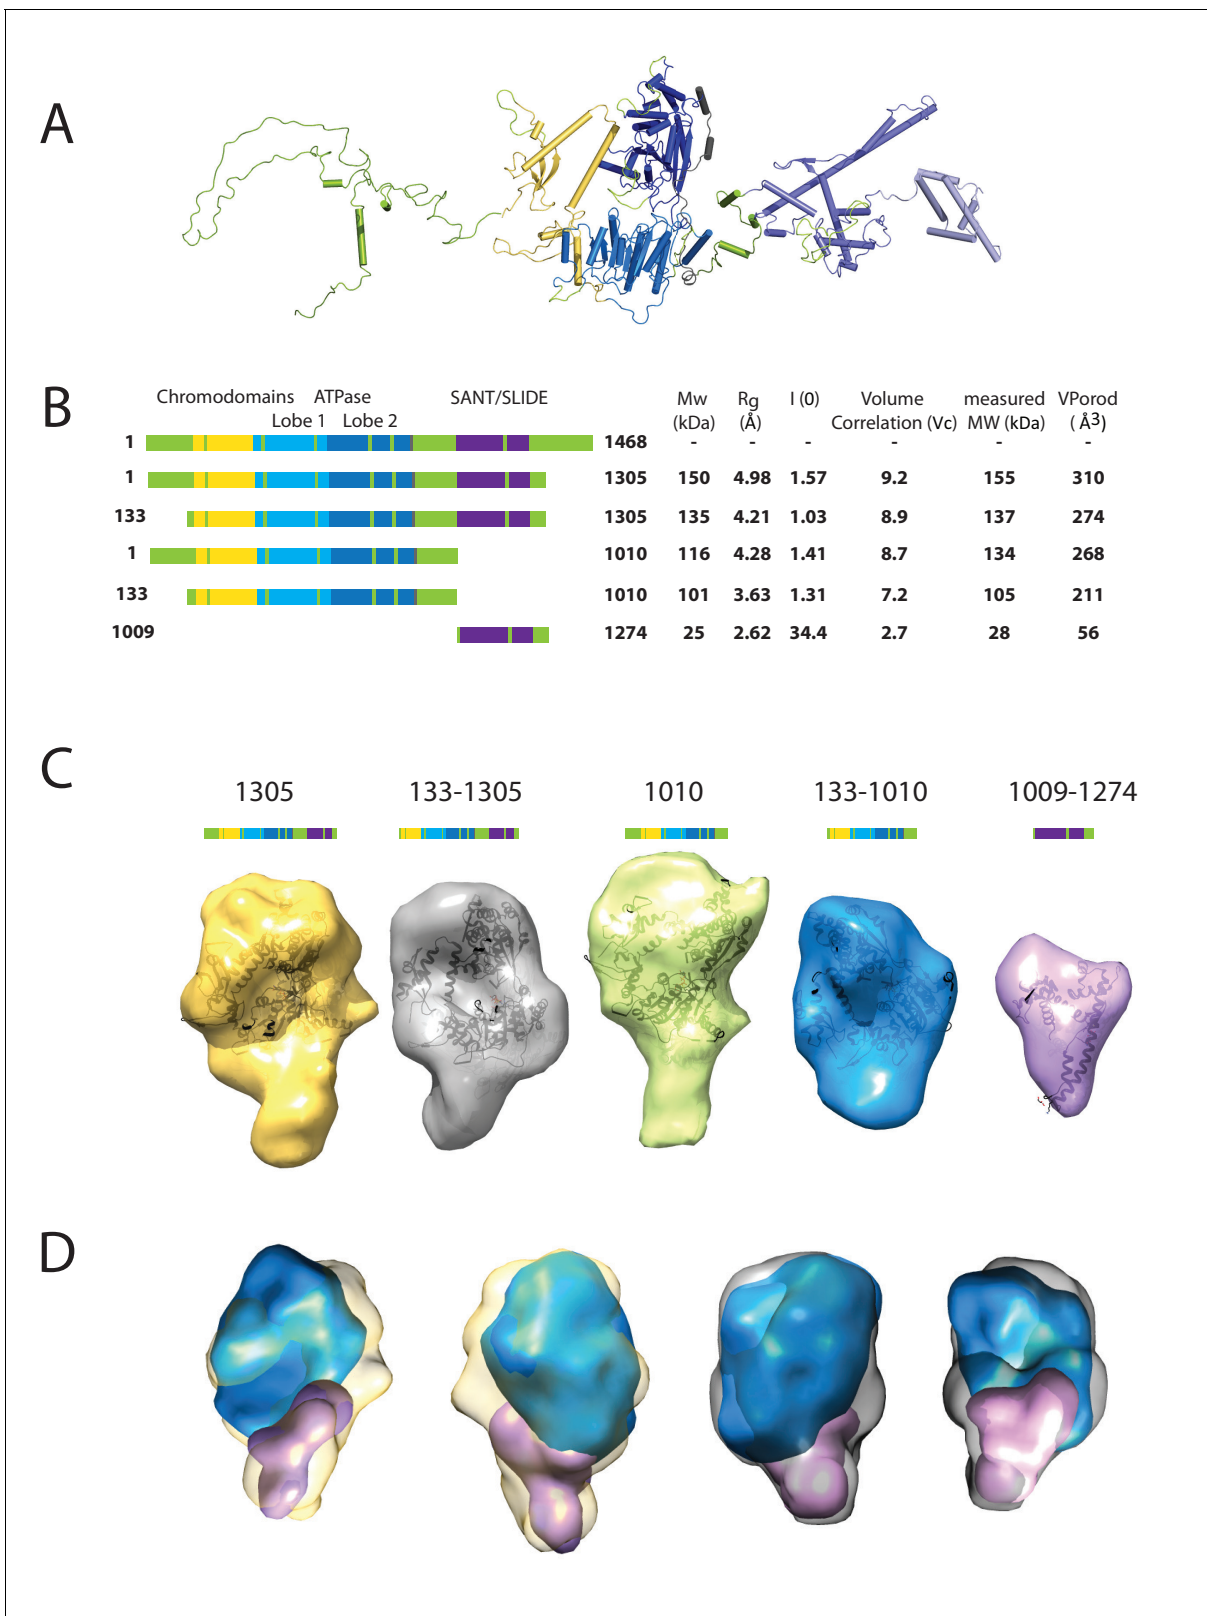 A
B
Chromodomains ATPase SANT/SLIDE Mw Rg I (0) Volume measured VPorod
Lobe 1 Lobe 2 (kDa) (Å) Correlation (Vc) MW (kDa) ( Å3)
1 1468 - - - - - -
1 1305 150 4.98 1.57 9.2 155 310
133 1305 135 4.21 1.03 8.9 137 274
1 1010 116 4.28 1.41 8.7 134 268
133 1010 101 3.63 1.31 7.2 105 211
1009 1274 25 2.62 34.4 2.7 28 56
C
1305 133-1305 1010 133-1010 1009-1274
D